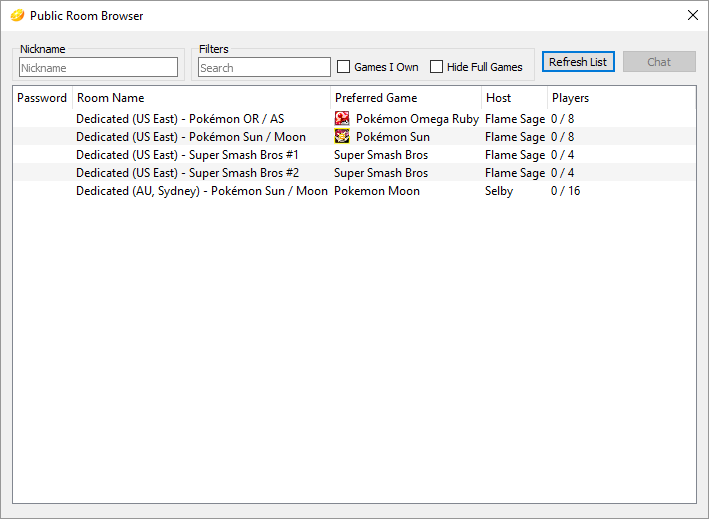 Public Room Browser
Nickname
Filters
Nickname
Search
Games I Own
Hide Full Games
Refresh List
Chat
Password Room Name Preferred Game Host Players
Dedicated (US East) - Pokémon OR / AS Pokémon Omega Ruby Flame Sage 0 / 8
Dedicated (US East) - Pokémon Sun / Moon Pokémon Sun Flame Sage 0 / 8
Dedicated (US East) - Super Smash Bros #1 Super Smash Bros Flame Sage 0 / 4
Dedicated (US East) - Super Smash Bros #2 Super Smash Bros Flame Sage 0 / 4
Dedicated (AU, Sydney) - Pokémon Sun / Moon Pokemon Moon Selby 0 / 16